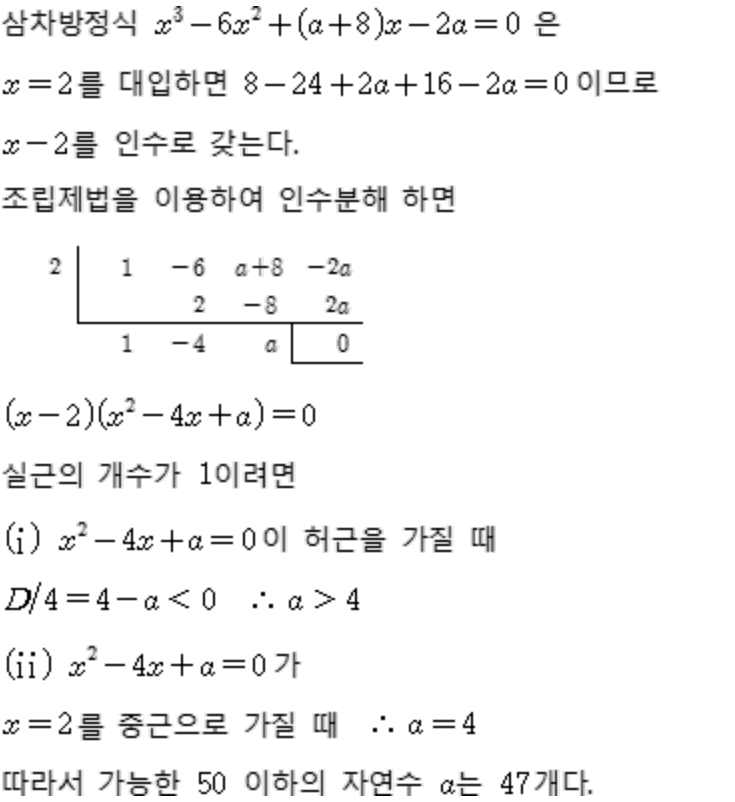 삼차방정식 x³−6x²+(a+8)x−2a=0 은
x=2를 대입하면 8−24+2a+16−2a=0이므로
x−2를 인수로 갖는다.
조립제법을 이용하여 인수분해 하면
2 1 −6 a+8 −2a
2 −8 2a
1 −4 a 0
(x−2)(x²−4x+a)=0
실근의 개수가 1이려면
(i) x²−4x+a=0이 허근을 가질 때
D/4=4−a<0 ∴ a>4
(ii) x²−4x+a=0가
x=2를 중근으로 가질 때 ∴ a=4
따라서 가능한 50 이하의 자연수 a는 47개다.